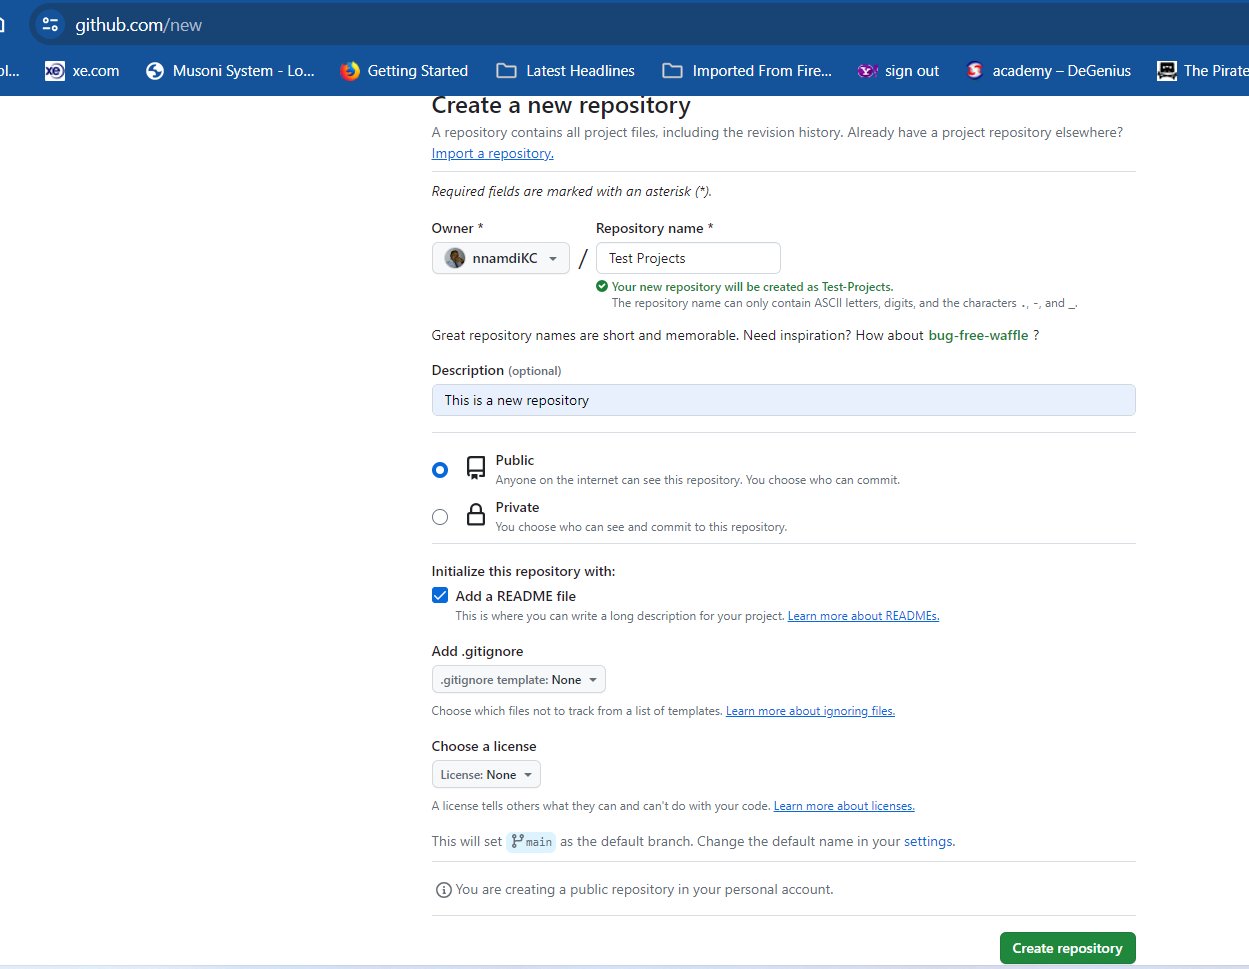 github.com/new
xe.com
Musoni System - Lo...
Getting Started
Latest Headlines
Imported From Fire...
sign out
academy – DeGenius
The Pirate
Create a new repository
A repository contains all project files, including the revision history. Already have a project repository elsewhere?
Import a repository.
Required fields are marked with an asterisk (*).
Owner *
Repository name *
nnamdiKC
/
Test Projects
Your new repository will be created as Test-Projects.
The repository name can only contain ASCII letters, digits, and the characters ., -, and _.
Great repository names are short and memorable. Need inspiration? How about bug-free-waffle ?
Description (optional)
This is a new repository
Public
Anyone on the internet can see this repository. You choose who can commit.
Private
You choose who can see and commit to this repository.
Initialize this repository with:
Add a README file
This is where you can write a long description for your project. Learn more about READMEs.
Add .gitignore
.gitignore template: None
Choose which files not to track from a list of templates. Learn more about ignoring files.
Choose a license
License: None
A license tells others what they can and can't do with your code. Learn more about licenses.
This will set main as the default branch. Change the default name in your settings.
You are creating a public repository in your personal account.
Create repository